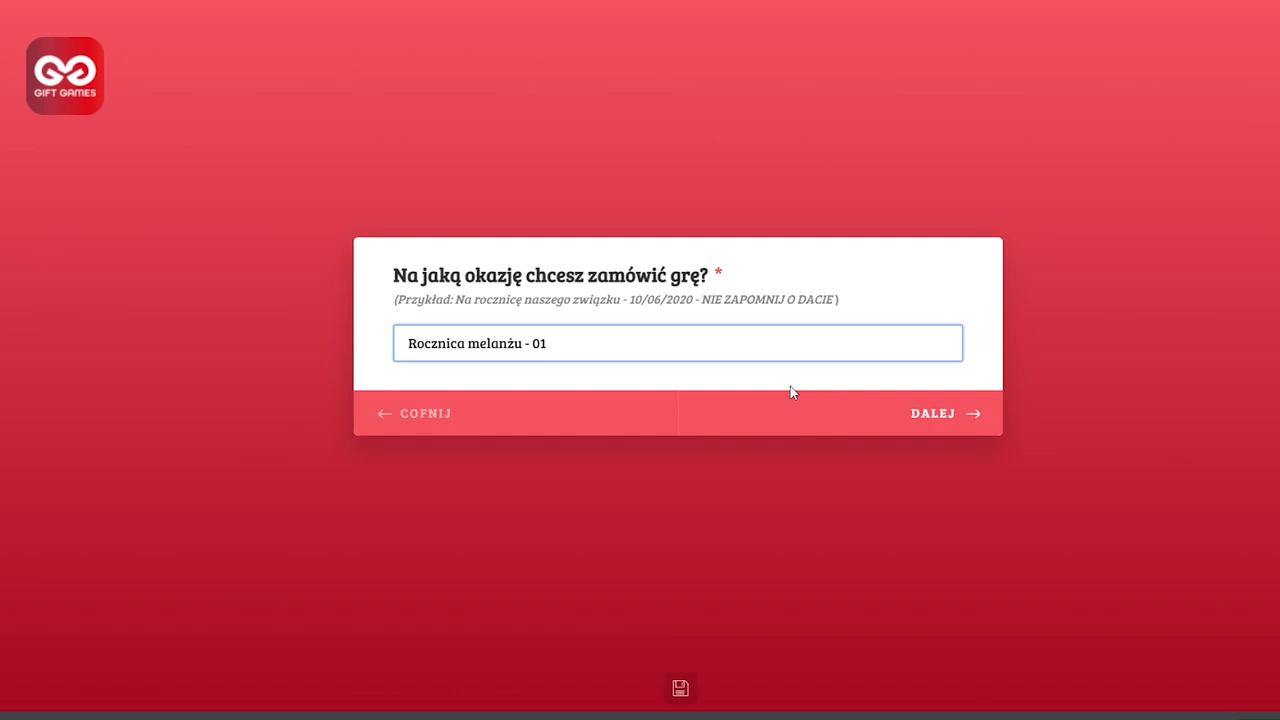 GIFT GAMES
Na jaką okazję chcesz zamówić grę? *
(Przykład: Na rocznicę naszego związku - 10/06/2020 - NIE ZAPOMNIJ O DACIE )
Rocznica melanżu - 01
← COFNIJ
DALEJ →